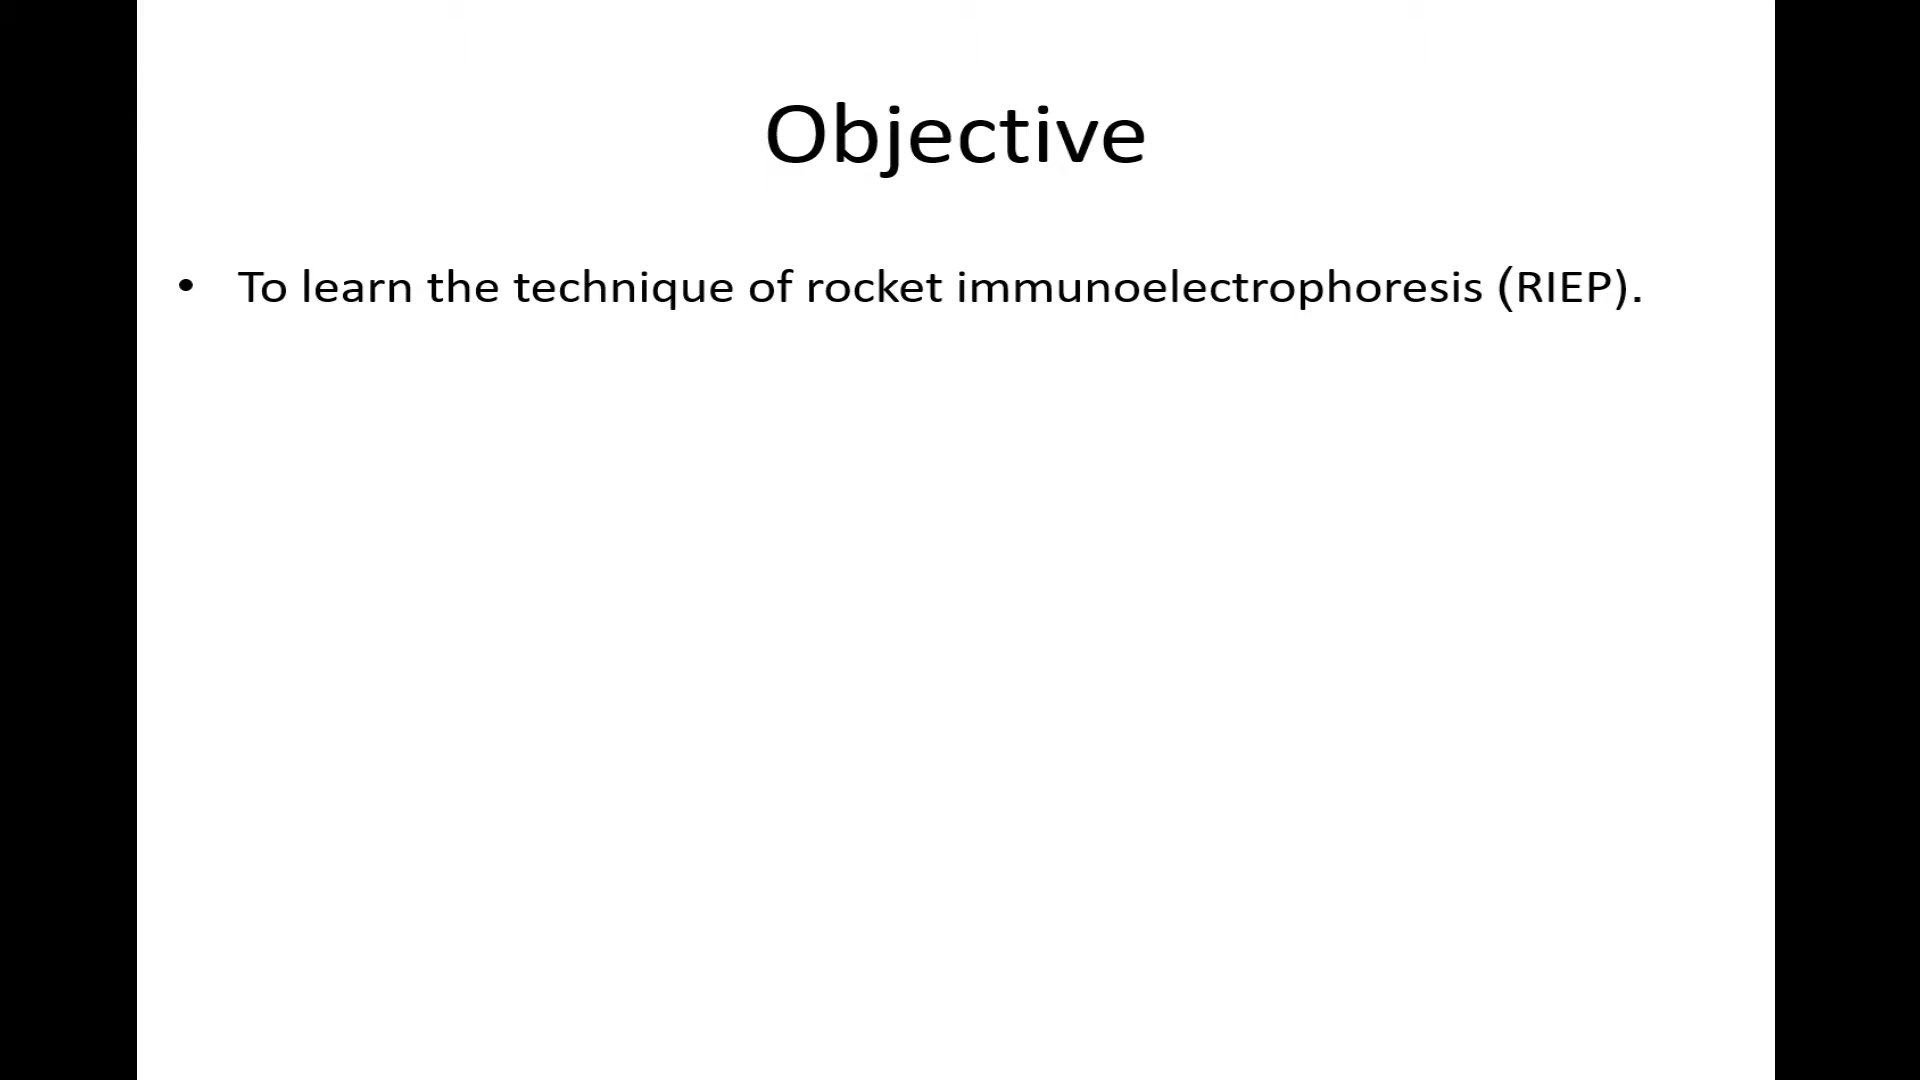 Objective
• To learn the technique of rocket immunoelectrophoresis (RIEP).